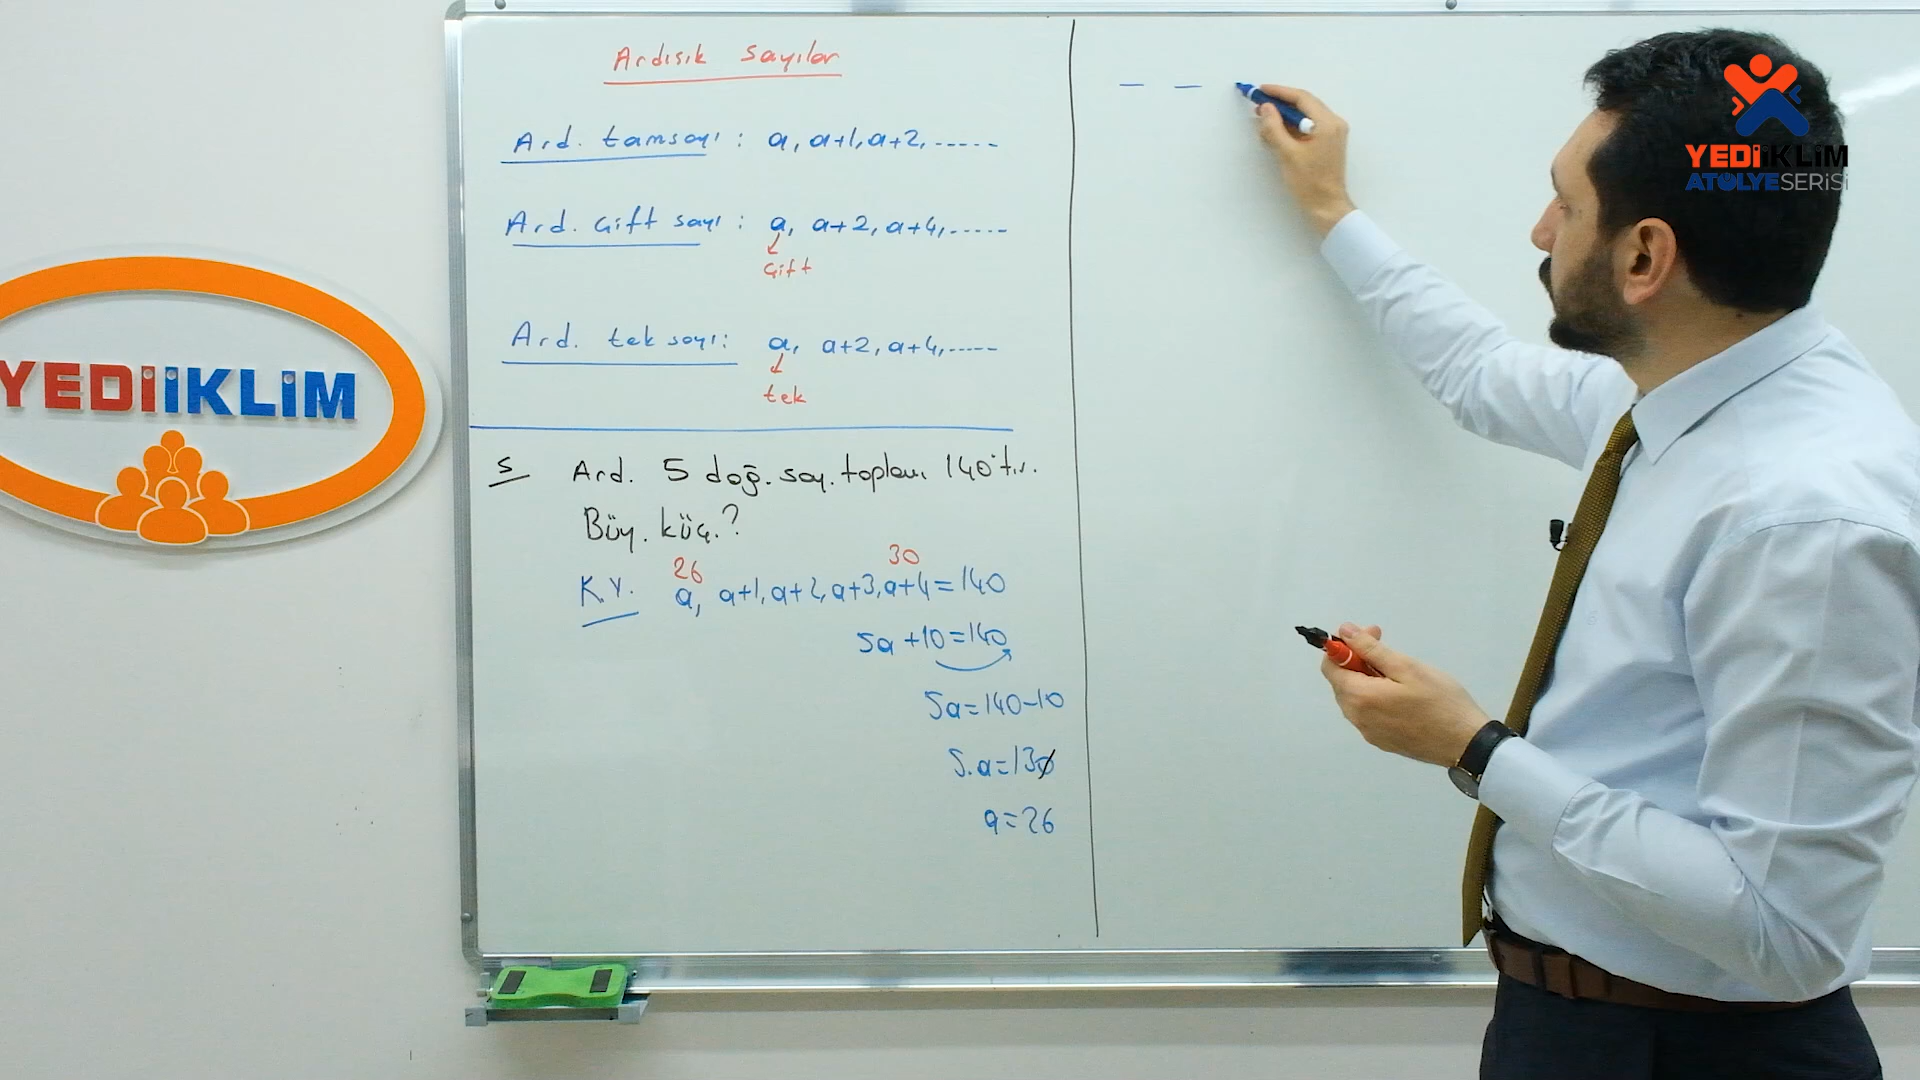 Ardışık sayılar
Ard. tamsayı : a, a+1, a+2, -----
Ard. Çift sayı : a, a+2, a+4, -----
Çift
Ard. tek sayı : a, a+2, a+4, -----
tek
S Ard. 5 doğ. say. toplamı 140'tır.
Büy. küç.?
26 30
K.Y. a, a+1, a+2, a+3, a+4 = 140
5a + 10 = 140
5a = 140 - 10
5.a = 130
a = 26
YEDİİKLİM
YEDİİKLİM
ATÖLYESERİSİ